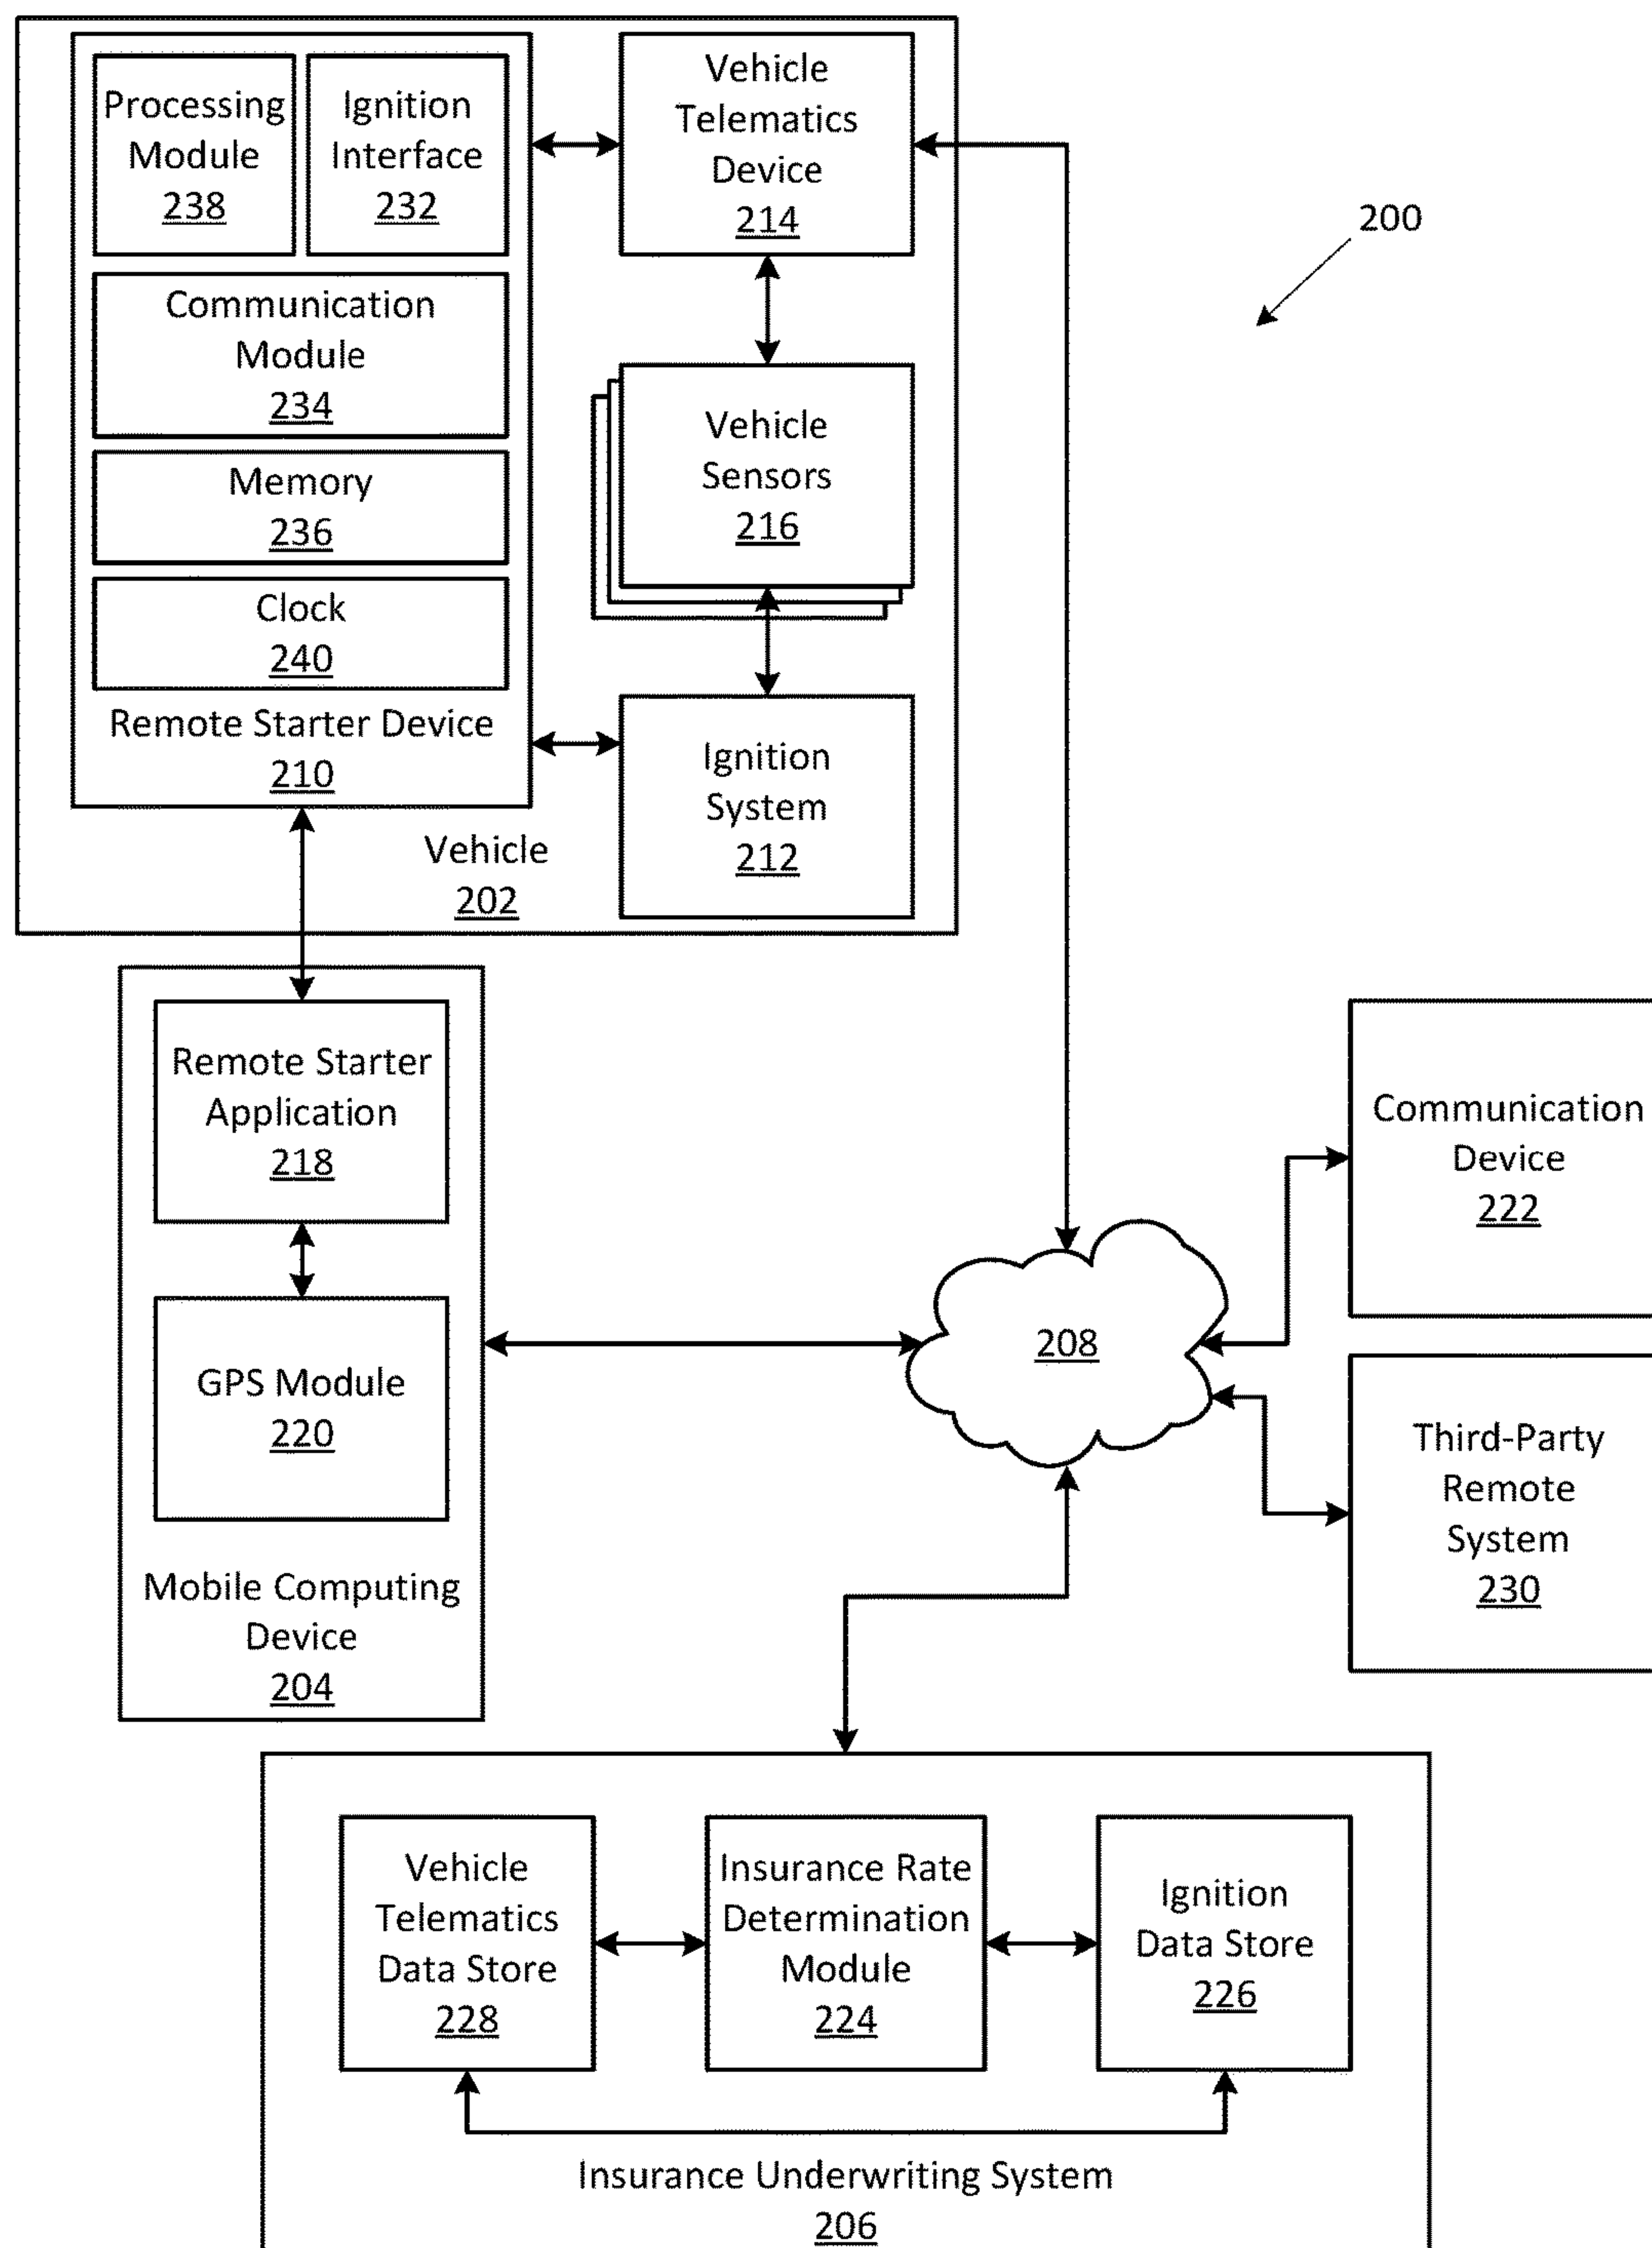 Processing
Module
238
Ignition
Interface
232
Communication
Module
234
Memory
236
Clock
240
Remote Starter Device
210
Vehicle
Telematics
Device
214
Vehicle
Sensors
216
Ignition
System
212
Vehicle
202
200
Remote Starter
Application
218
GPS Module
220
Mobile Computing
Device
204
208
Communication
Device
222
Third-Party
Remote
System
230
Vehicle
Telematics
Data Store
228
Insurance Rate
Determination
Module
224
Ignition
Data Store
226
Insurance Underwriting System
206